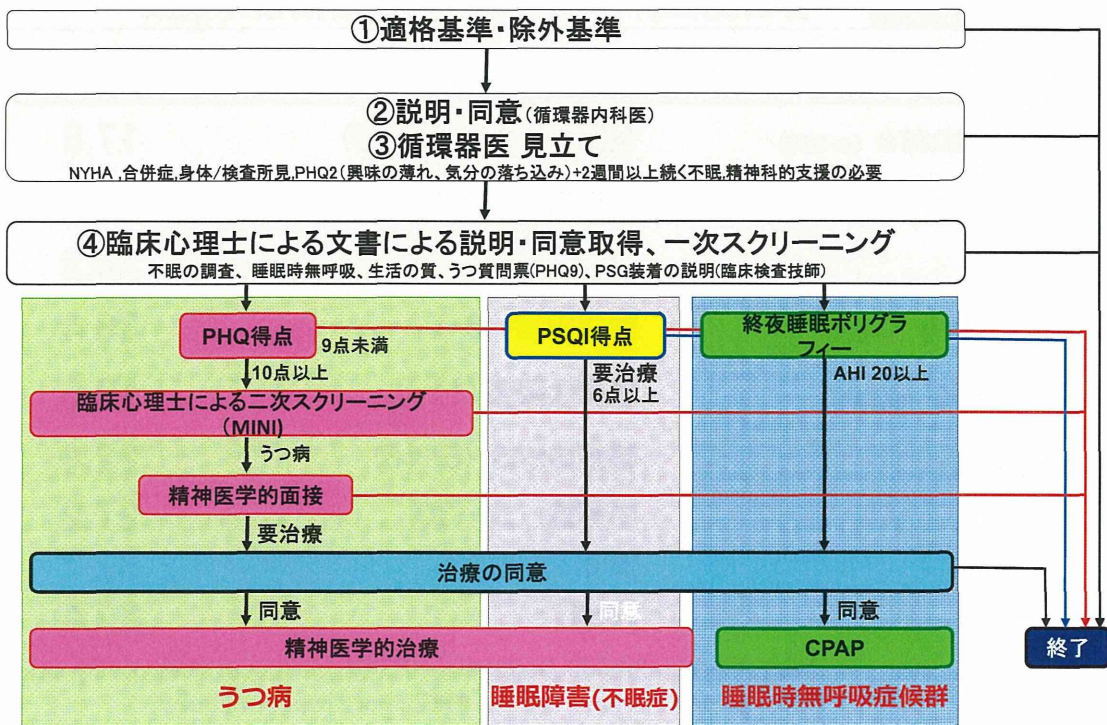 ①適格基準・除外基準
②説明・同意(循環器内科医)
③循環器医 見立て
NYHA ,合併症,身体/検査所見,PHQ2(興味の薄れ、気分の落ち込み)+2週間以上続く不眠,精神科的支援の必要
④臨床心理士による文書による説明・同意取得、一次スクリーニング
不眠の調査、睡眠時無呼吸、生活の質、うつ質問票(PHQ9)、PSG装着の説明(臨床検査技師)
PHQ得点
9点未満
PSQI得点
終夜睡眠ポリグラ
フィー
10点以上
要治療
6点以上
AHI 20以上
臨床心理士による二次スクリーニング
(MINI)
うつ病
精神医学的面接
要治療
治療の同意
同意
同意
同意
精神医学的治療
CPAP
終了
うつ病
睡眠障害(不眠症)
睡眠時無呼吸症候群